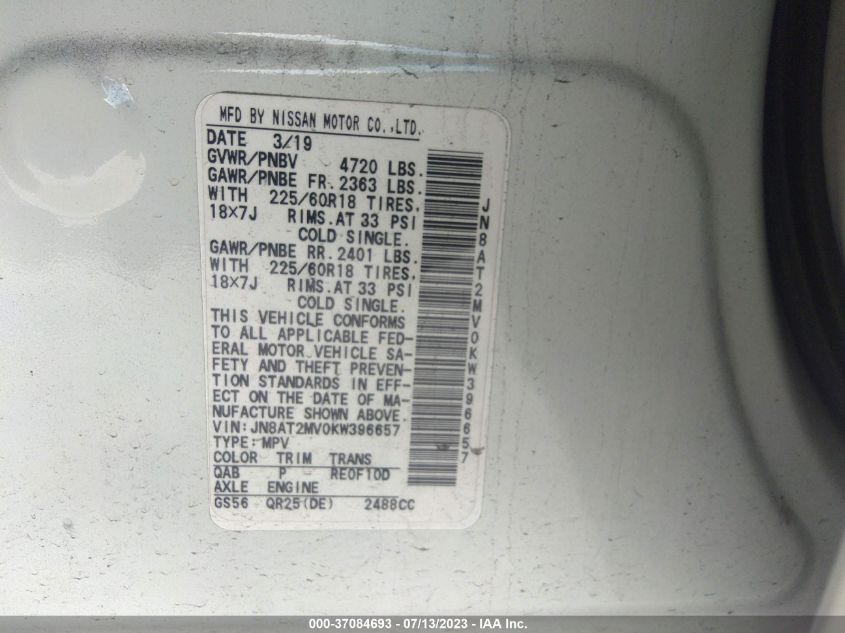 MFD BY NISSAN MOTOR CO.,LTD.
DATE 3/19
GVWR/PNBV 4720 LBS.
GAWR/PNBE FR. 2363 LBS.
WITH 225/60R18 TIRES.
18×7J RIMS.AT 33 PSI
COLD SINGLE.
GAWR/PNBE RR. 2401 LBS.
WITH 225/60R18 TIRES.
18×7J RIMS.AT 33 PSI
COLD SINGLE.
THIS VEHICLE CONFORMS
TO ALL APPLICABLE FED-
ERAL MOTOR VEHICLE SA-
FETY AND THEFT PREVEN-
TION STANDARDS IN EFF-
ECT ON THE DATE OF MA-
NUFACTURE SHOWN ABOVE.
VIN:JN8AT2MV0KW396657
TYPE:MPV
COLOR TRIM TRANS
QAB P RE0F10D
AXLE ENGINE
GS56 QR25(DE) 2488CC
JN8AT2MV0KW396657
000-37084693 - 07/13/2023 - IAA Inc.